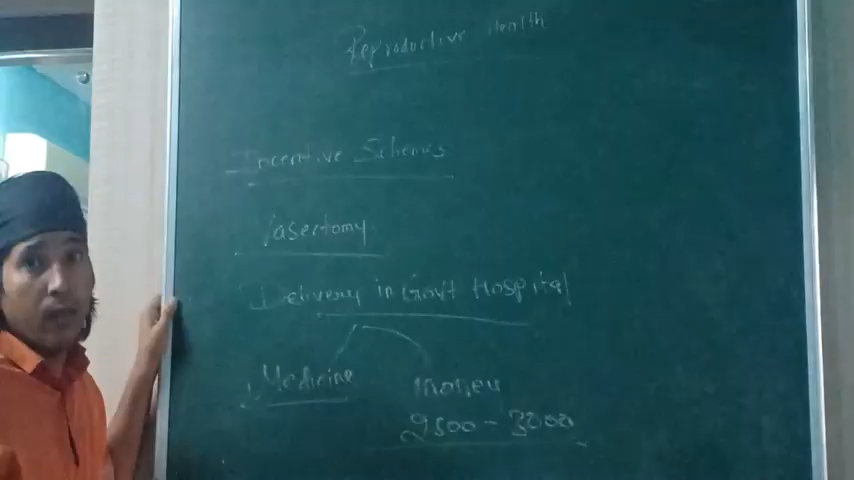 Reproductive Health
Incentive Schemes
Vasectomy
Delivery in Govt Hospital
Medicine money
2500 - 3000